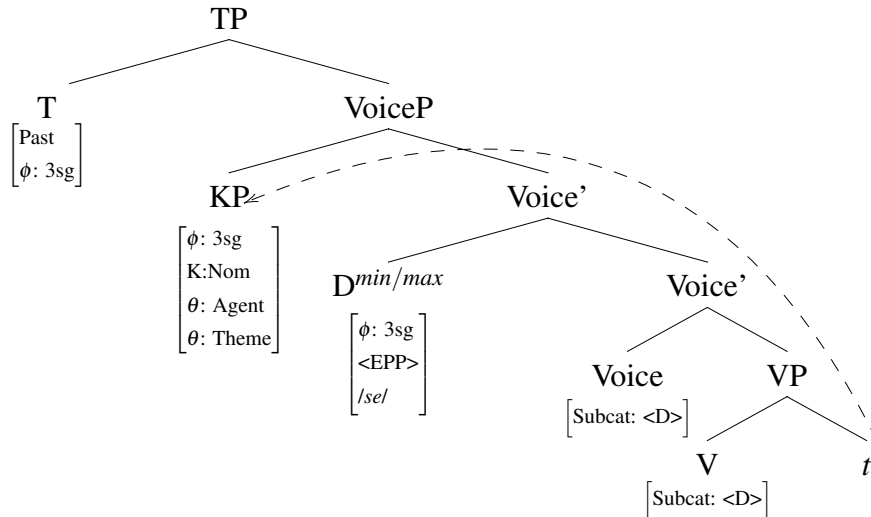 TP
T VoiceP
[Past
ϕ: 3sg]
KP Voice’
[ϕ: 3sg
K:Nom
θ: Agent
θ: Theme]
D^min/max Voice’
[ϕ: 3sg
<EPP>
/se/]
Voice VP
[Subcat: <D>]
V t
[Subcat: <D>]